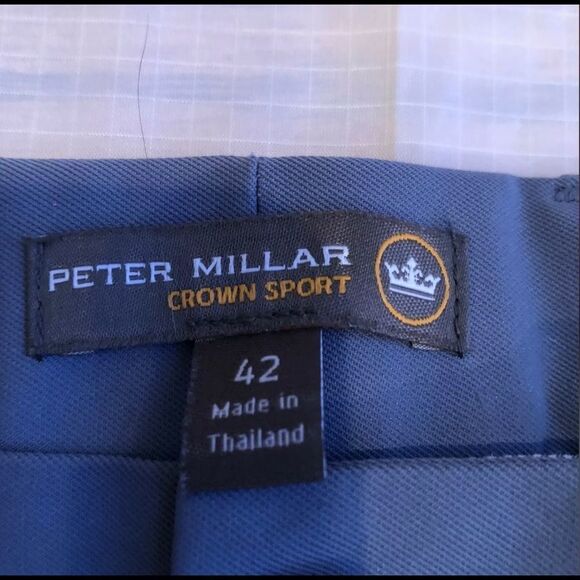 PETER MILLAR
CROWN SPORT
42
Made in
Thailand